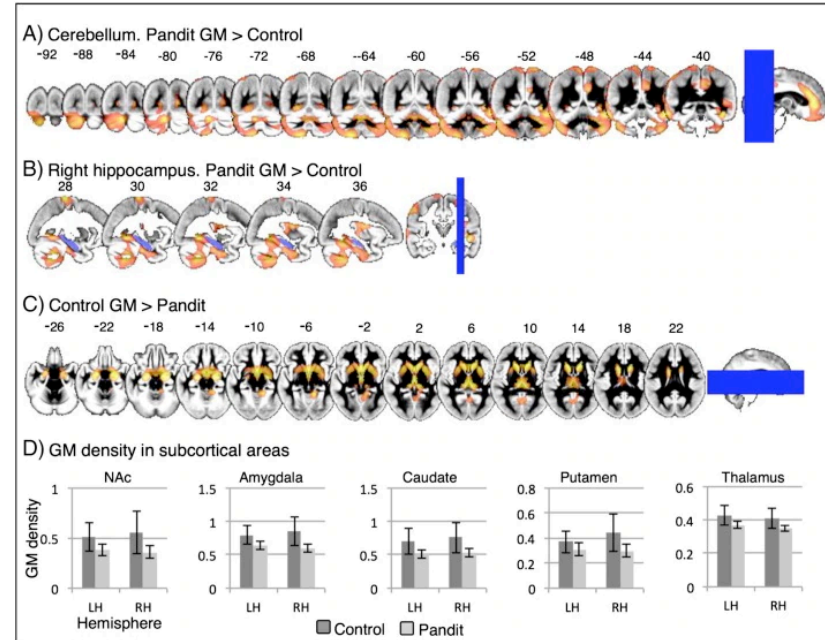 A) Cerebellum. Pandit GM > Control
-92 -88 -84 -80 -76 -72 -68 -64 -60 -56 -52 -48 -44 -40
B) Right hippocampus. Pandit GM > Control
28 30 32 34 36
C) Control GM > Pandit
-26 -22 -18 -14 -10 -6 -2 2 6 10 14 18 22
D) GM density in subcortical areas
NAc Amygdala Caudate Putamen Thalamus
GM density
1
0.5
0
1.5
1
0.5
0
1.5
1
0.5
0
0.8
0.6
0.4
0.2
0
0.6
0.4
0.2
0
LH RH LH RH LH RH LH RH LH RH
Hemisphere
Control Pandit